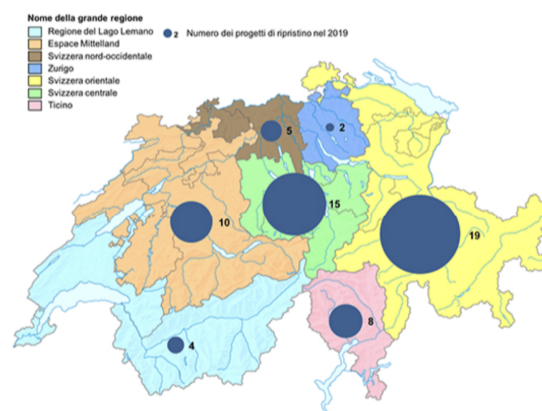 Nome della grande regione
Regione del Lago Lemano
2 Numero dei progetti di ripristino nel 2019
Espace Mittelland
Svizzera nord-occidentale
Zurigo
Svizzera orientale
Svizzera centrale
Ticino
5
2
15
10
19
8
4